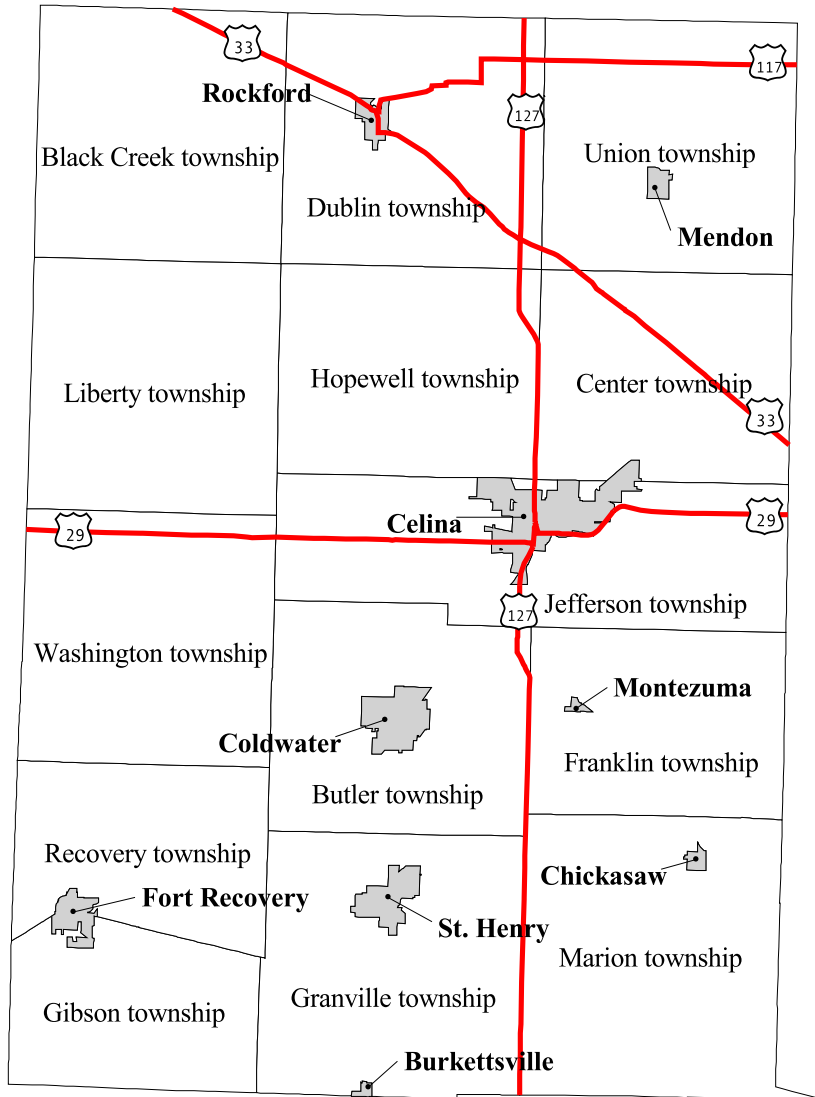 33
117
Rockford
127
Black Creek township
Union township
Dublin township
Mendon
Hopewell township
Center township
Liberty township
33
Celina
29
29
127
Jefferson township
Washington township
Montezuma
Coldwater
Franklin township
Butler township
Recovery township
Chickasaw
Fort Recovery
St. Henry
Marion township
Granville township
Gibson township
Burkettsville